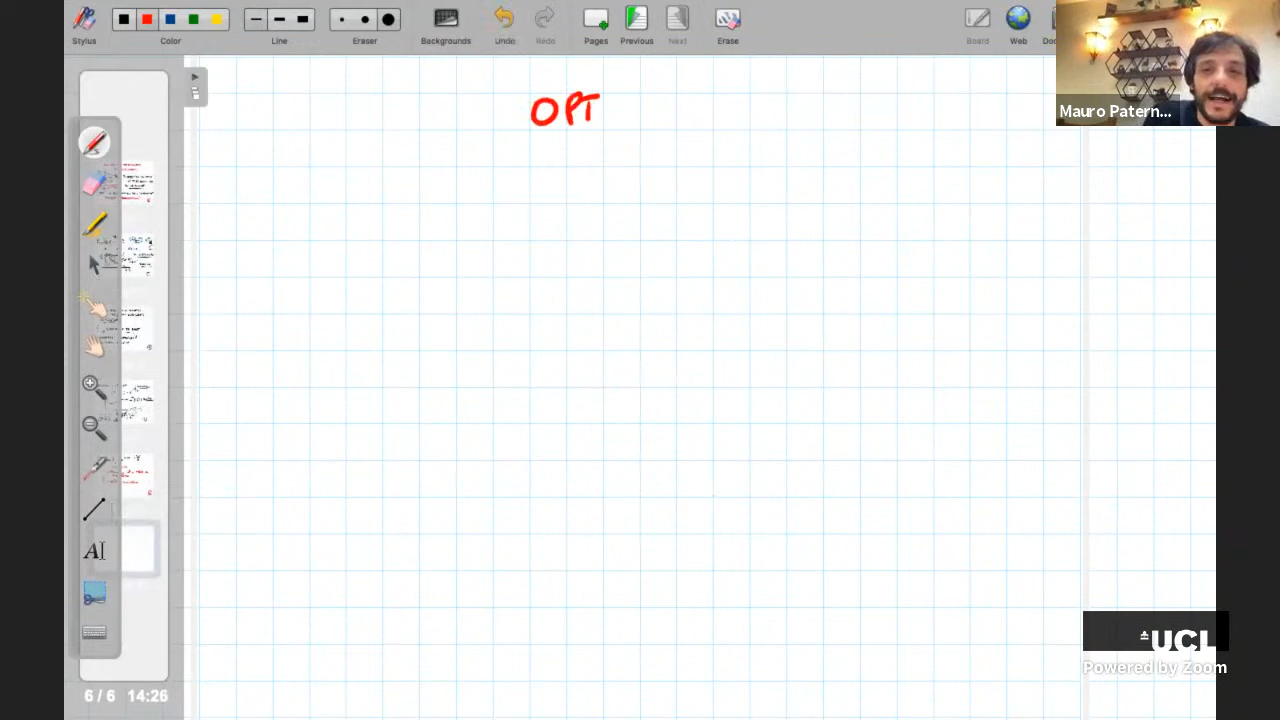 Stylus
Color
Line
Eraser
Backgrounds
Undo
Redo
Pages
Previous
Next
Erase
Board
Web
Mauro Patern...
OPT
A
6 / 6 14:26
UCL
Powered by Zoom